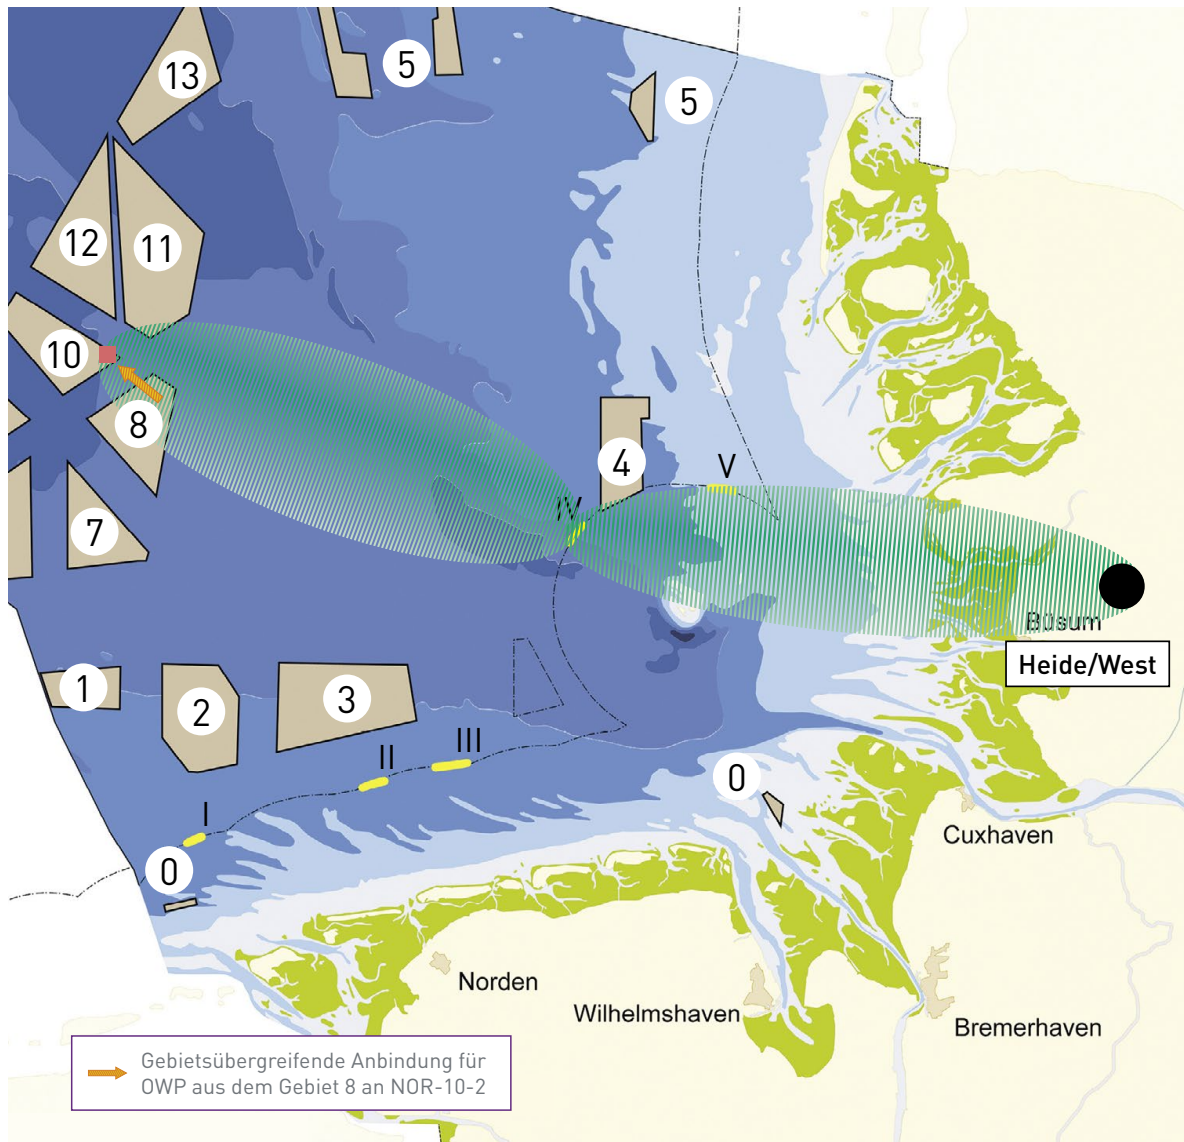 13
5
5
12
11
10
8
4
V
IV
7
Büsum
Heide/West
1
2
3
III
II
0
I
Cuxhaven
0
Norden
Wilhelmshaven
Bremerhaven
Gebietsübergreifende Anbindung für
OWP aus dem Gebiet 8 an NOR-10-2